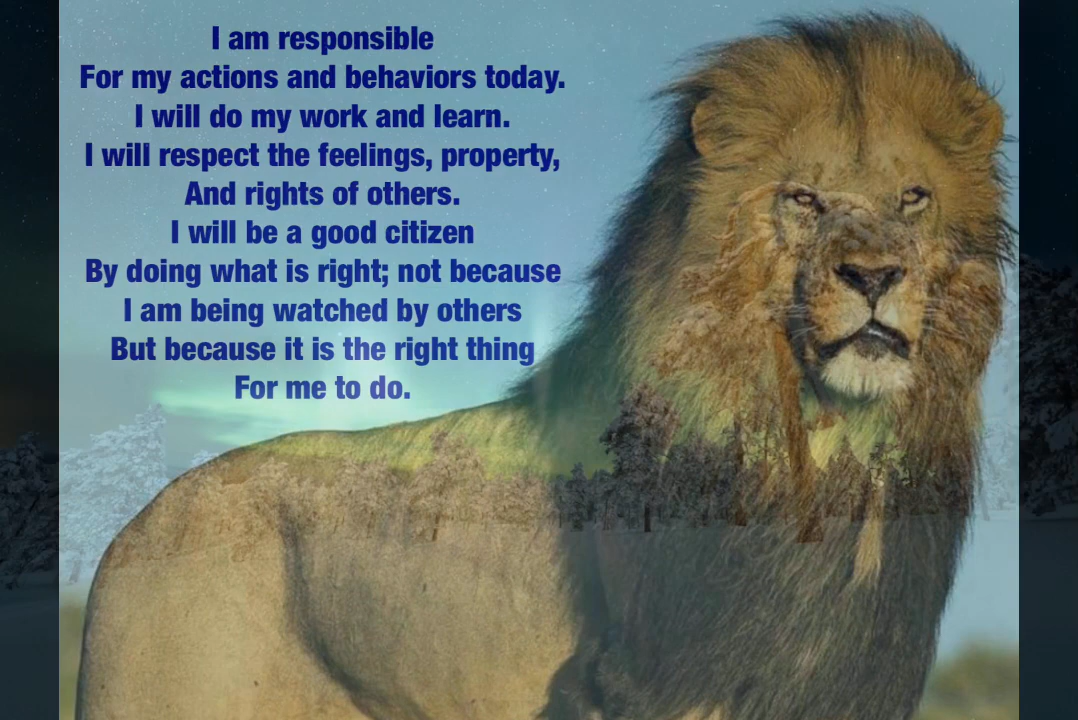 I am responsible
For my actions and behaviors today.
I will do my work and learn.
I will respect the feelings, property,
And rights of others.
I will be a good citizen
By doing what is right; not because
I am being watched by others
But because it is the right thing
For me to do.